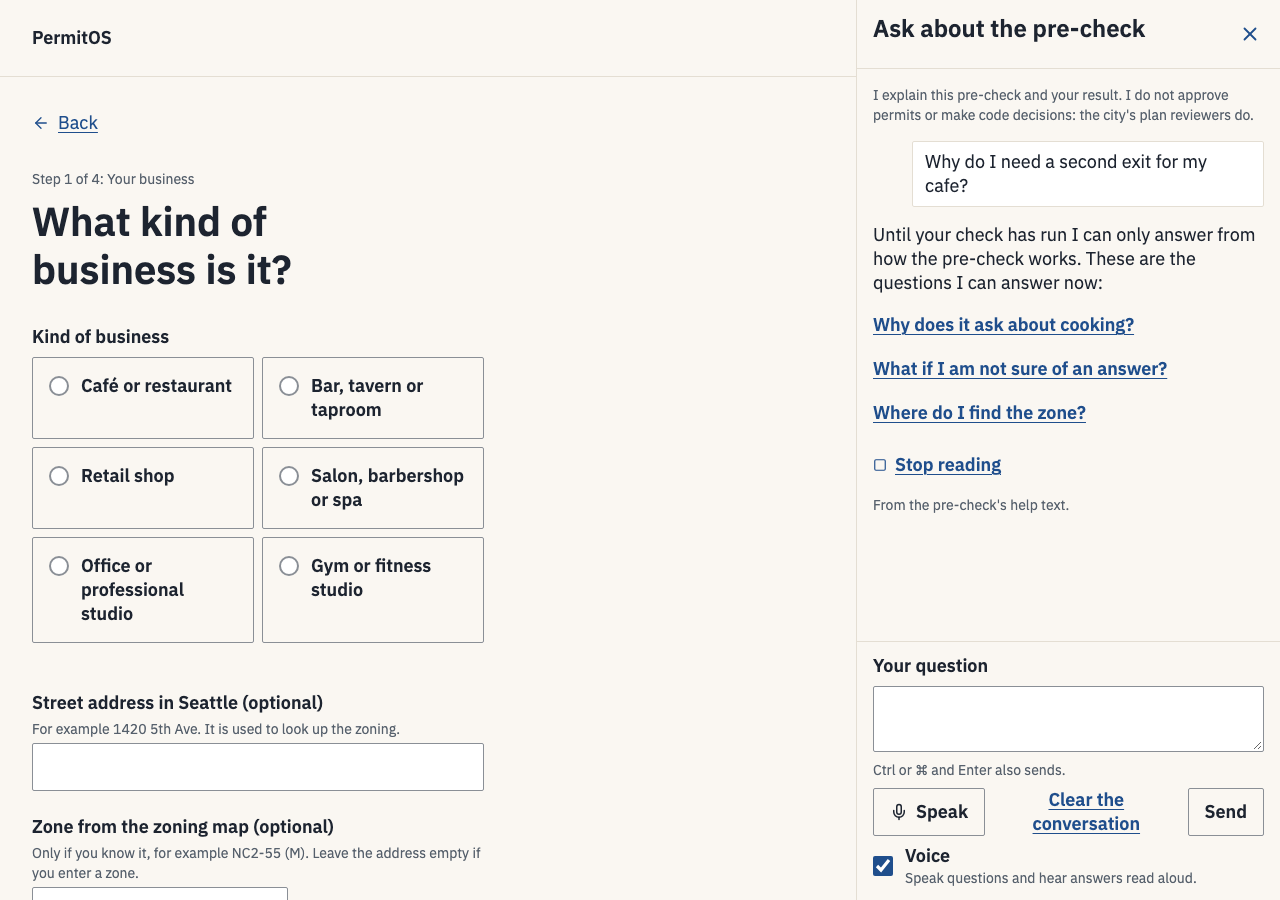 PermitOS
Back
Step 1 of 4: Your business
What kind of
business is it?
Kind of business
Café or restaurant
Bar, tavern or
taproom
Retail shop
Salon, barbershop
or spa
Office or
professional
studio
Gym or fitness
studio
Street address in Seattle (optional)
For example 1420 5th Ave. It is used to look up the zoning.
Zone from the zoning map (optional)
Only if you know it, for example NC2-55 (M). Leave the address empty if
you enter a zone.
Ask about the pre-check
I explain this pre-check and your result. I do not approve
permits or make code decisions: the city's plan reviewers do.
Why do I need a second exit for my
cafe?
Until your check has run I can only answer from
how the pre-check works. These are the
questions I can answer now:
Why does it ask about cooking?
What if I am not sure of an answer?
Where do I find the zone?
Stop reading
From the pre-check's help text.
Your question
Ctrl or ⌘ and Enter also sends.
Speak
Clear the
conversation
Send
Voice
Speak questions and hear answers read aloud.